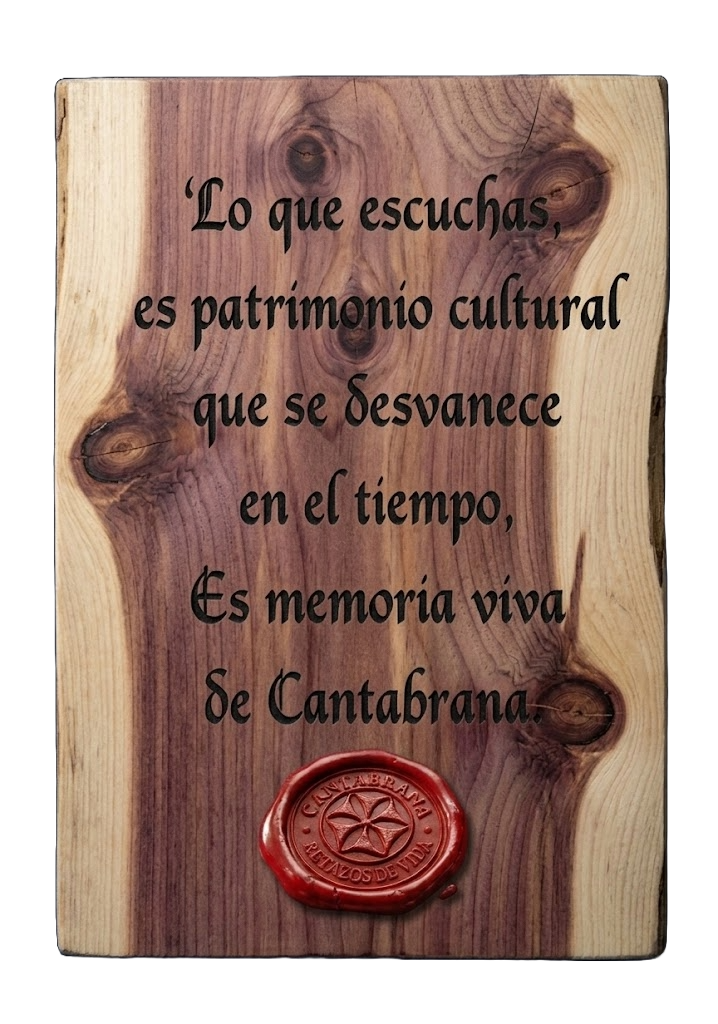 ‘Lo que escuchas,
es patrimonio cultural
que se desvanece
en el tiempo,
Es memoria viva
de Cantabrana.
CANTABRANA
RETAZOS DE VIDA